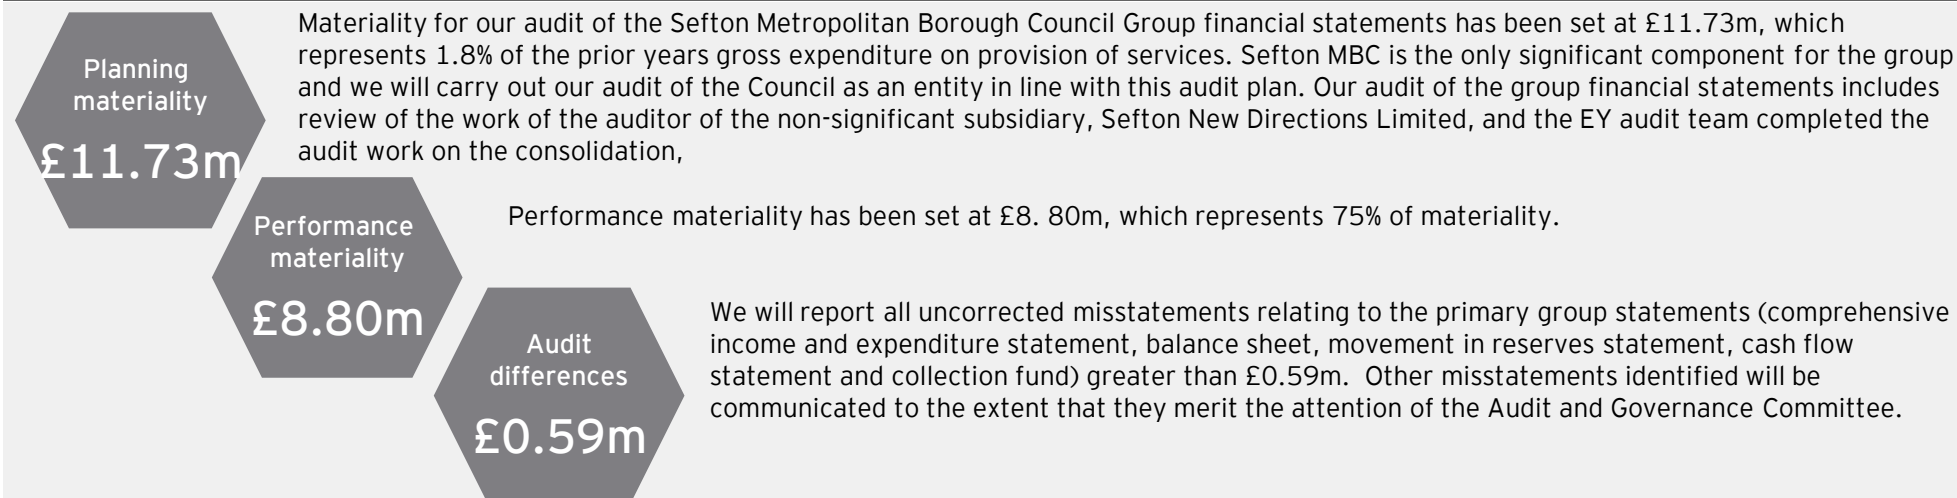 Planning
materiality
£11.73m
Materiality for our audit of the Sefton Metropolitan Borough Council Group financial statements has been set at £11.73m, which
represents 1.8% of the prior years gross expenditure on provision of services. Sefton MBC is the only significant component for the group
and we will carry out our audit of the Council as an entity in line with this audit plan. Our audit of the group financial statements includes
review of the work of the auditor of the non-significant subsidiary, Sefton New Directions Limited, and the EY audit team completed the
audit work on the consolidation,
Performance
materiality
£8.80m
Performance materiality has been set at £8. 80m, which represents 75% of materiality.
Audit
differences
£0.59m
We will report all uncorrected misstatements relating to the primary group statements (comprehensive
income and expenditure statement, balance sheet, movement in reserves statement, cash flow
statement and collection fund) greater than £0.59m.  Other misstatements identified will be
communicated to the extent that they merit the attention of the Audit and Governance Committee.